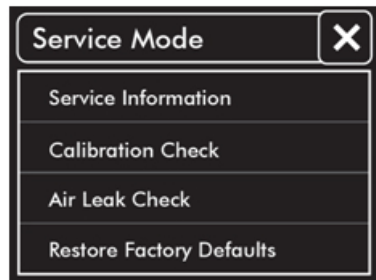 Service Mode
Service Information
Calibration Check
Air Leak Check
Restore Factory Defaults